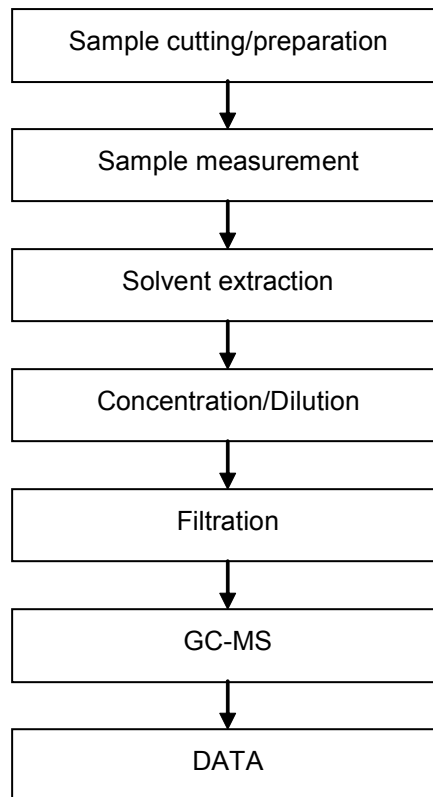 Sample cutting/preparation
Sample measurement
Solvent extraction
Concentration/Dilution
Filtration
GC-MS
DATA